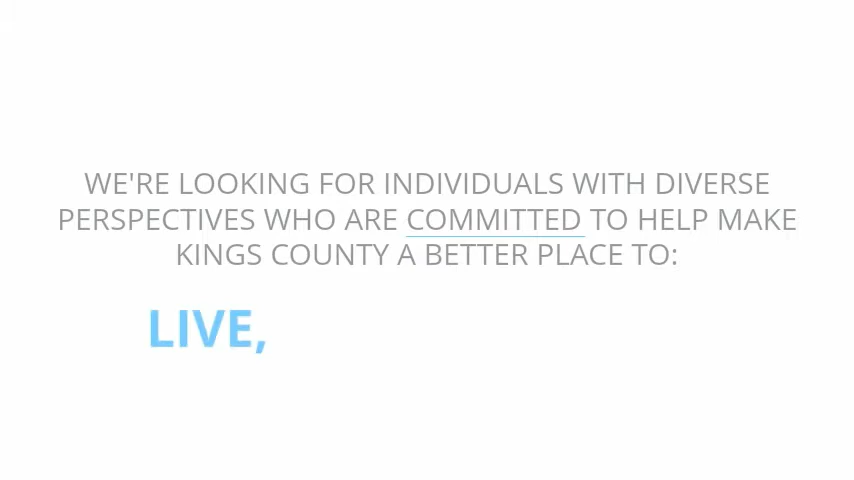 WE'RE LOOKING FOR INDIVIDUALS WITH DIVERSE
PERSPECTIVES WHO ARE COMMITTED TO HELP MAKE
KINGS COUNTY A BETTER PLACE TO:
LIVE,